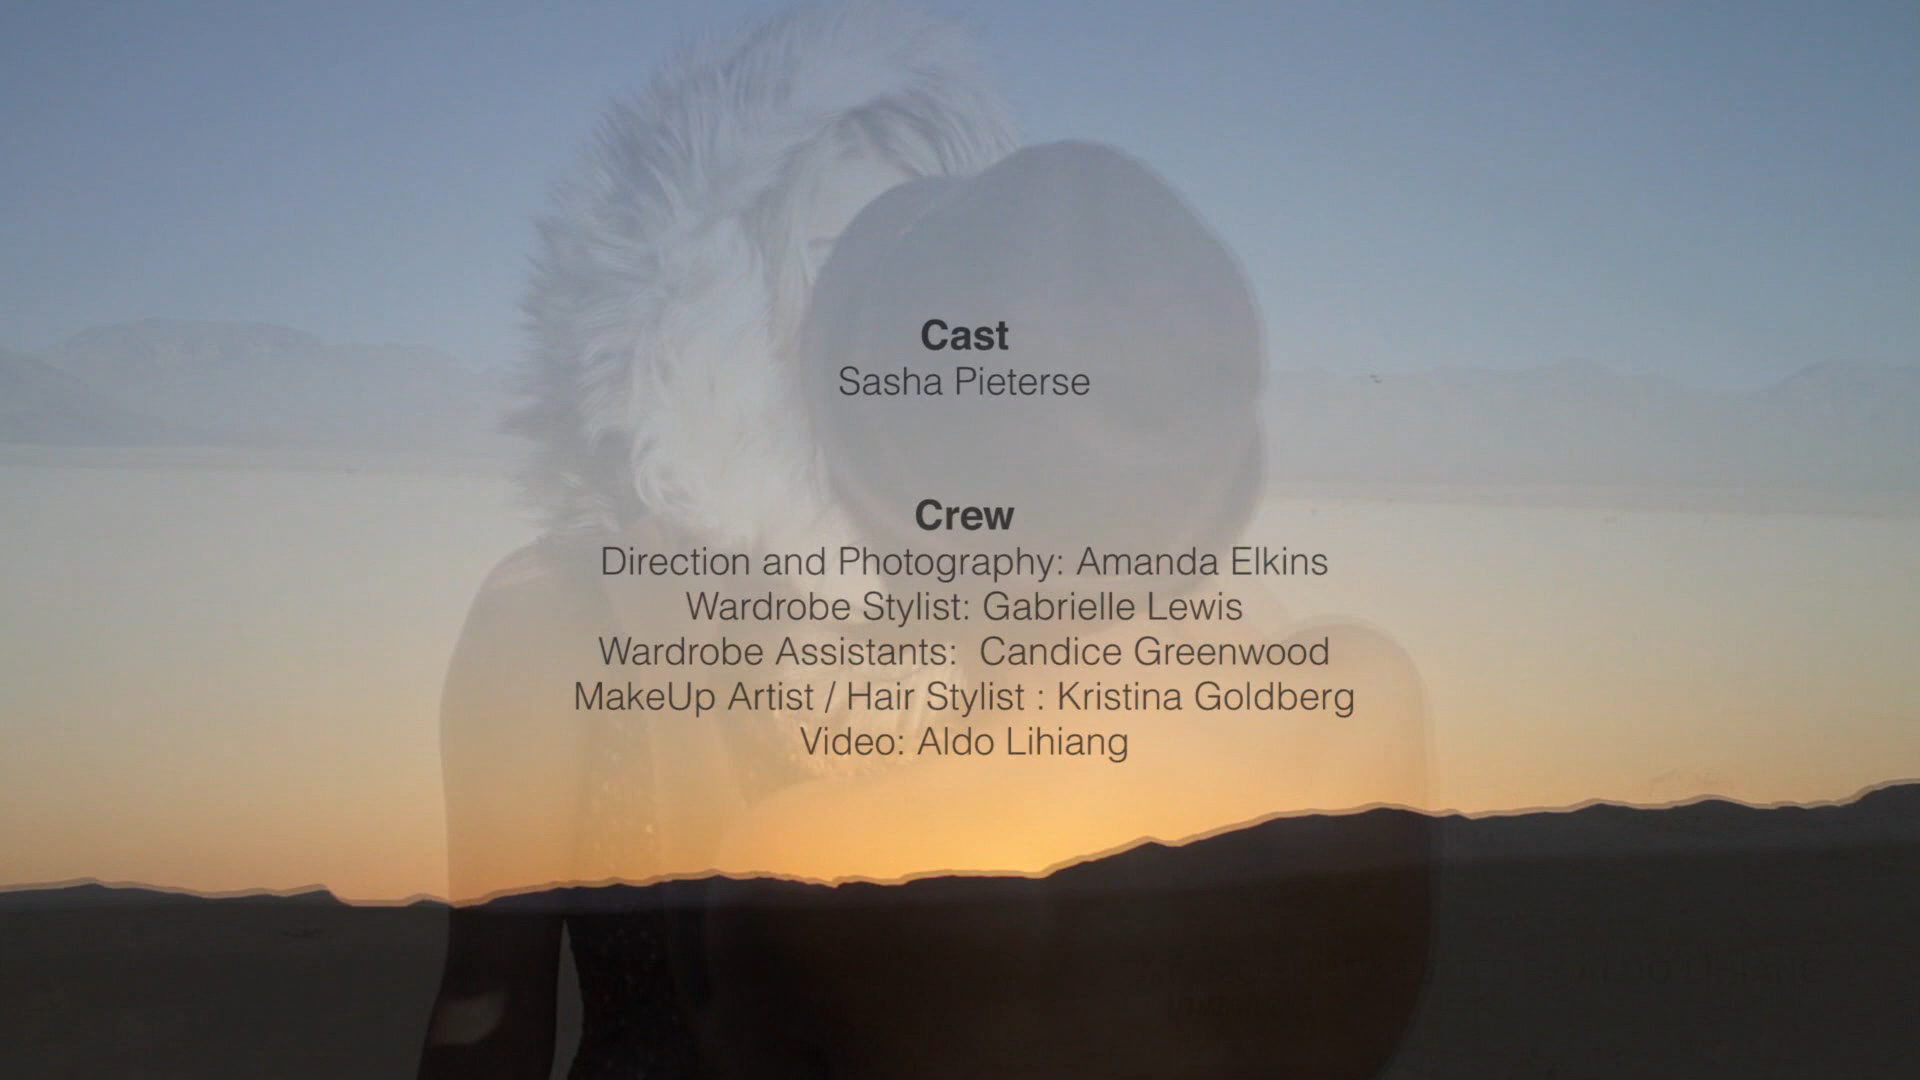 Cast
Sasha Pieterse
Crew
Direction and Photography: Amanda Elkins
Wardrobe Stylist: Gabrielle Lewis
Wardrobe Assistants:  Candice Greenwood
MakeUp Artist / Hair Stylist : Kristina Goldberg
Video: Aldo Lihiang